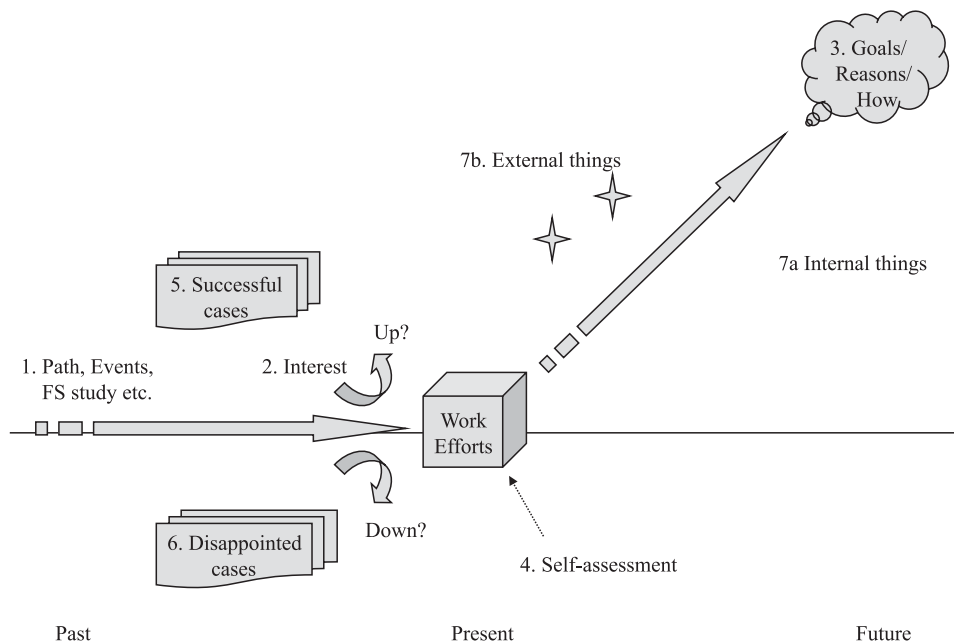 3. Goals/
Reasons/
How
7b. External things
7a Internal things
5. Successful
cases
Up?
1. Path, Events,
FS study etc.
2. Interest
Work
Efforts
Down?
6. Disappointed
cases
4. Self-assessment
Past
Present
Future